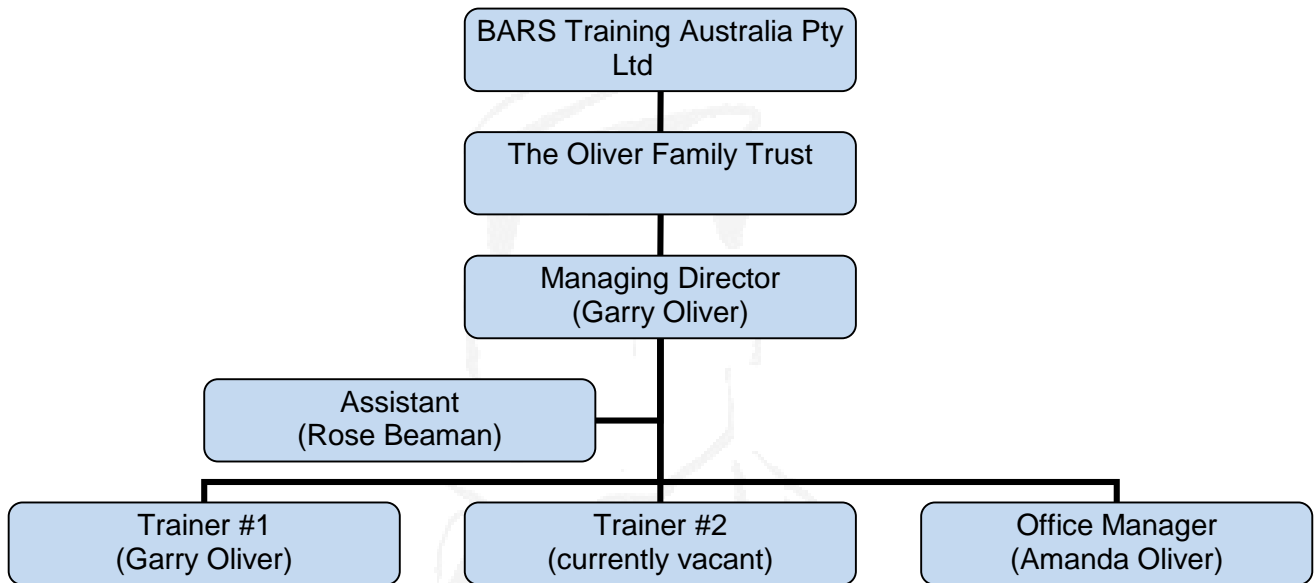 BARS Training Australia Pty
Ltd
The Oliver Family Trust
Managing Director
(Garry Oliver)
Assistant
(Rose Beaman)
Trainer #1
(Garry Oliver)
Trainer #2
(currently vacant)
Office Manager
(Amanda Oliver)